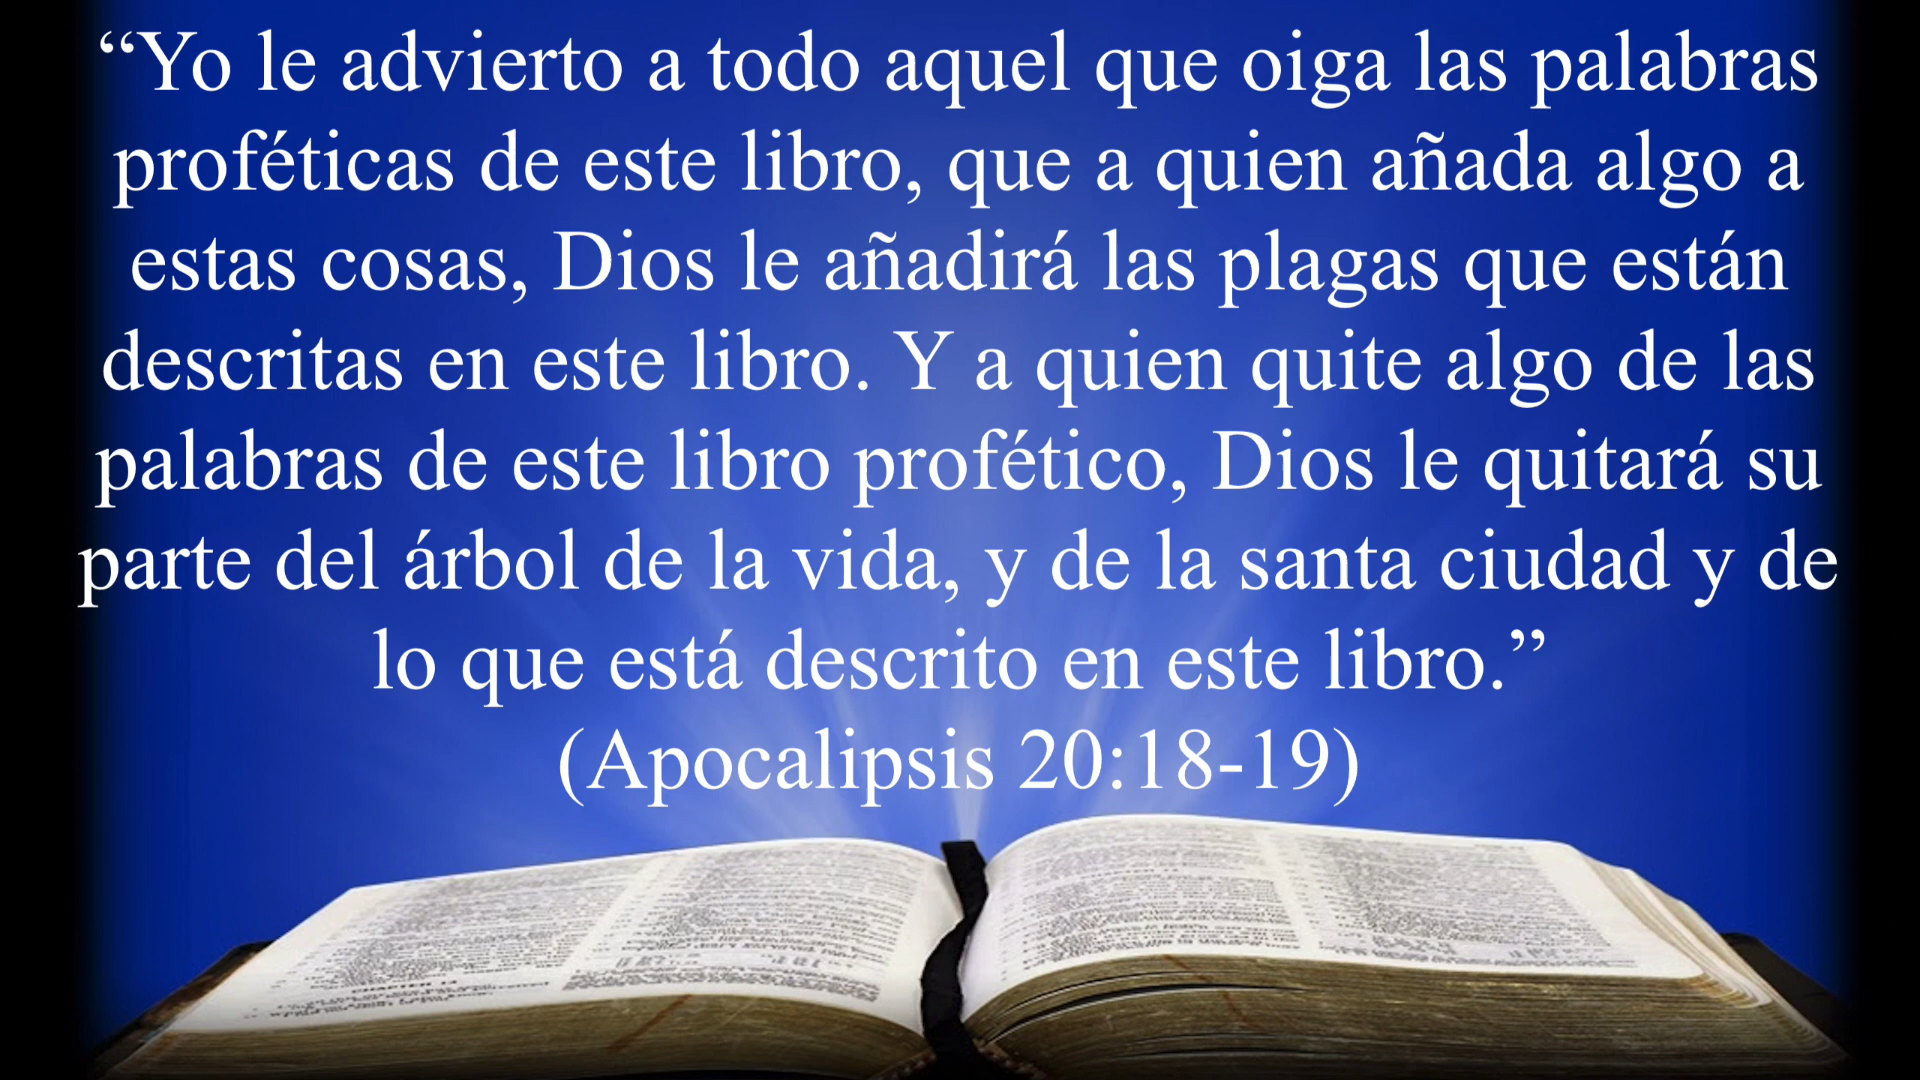 “Yo le advierto a todo aquel que oiga las palabras
proféticas de este libro, que a quien añada algo a
estas cosas, Dios le añadirá las plagas que están
descritas en este libro. Y a quien quite algo de las
palabras de este libro profético, Dios le quitará su
parte del árbol de la vida, y de la santa ciudad y de
lo que está descrito en este libro.”
(Apocalipsis 20:18-19)